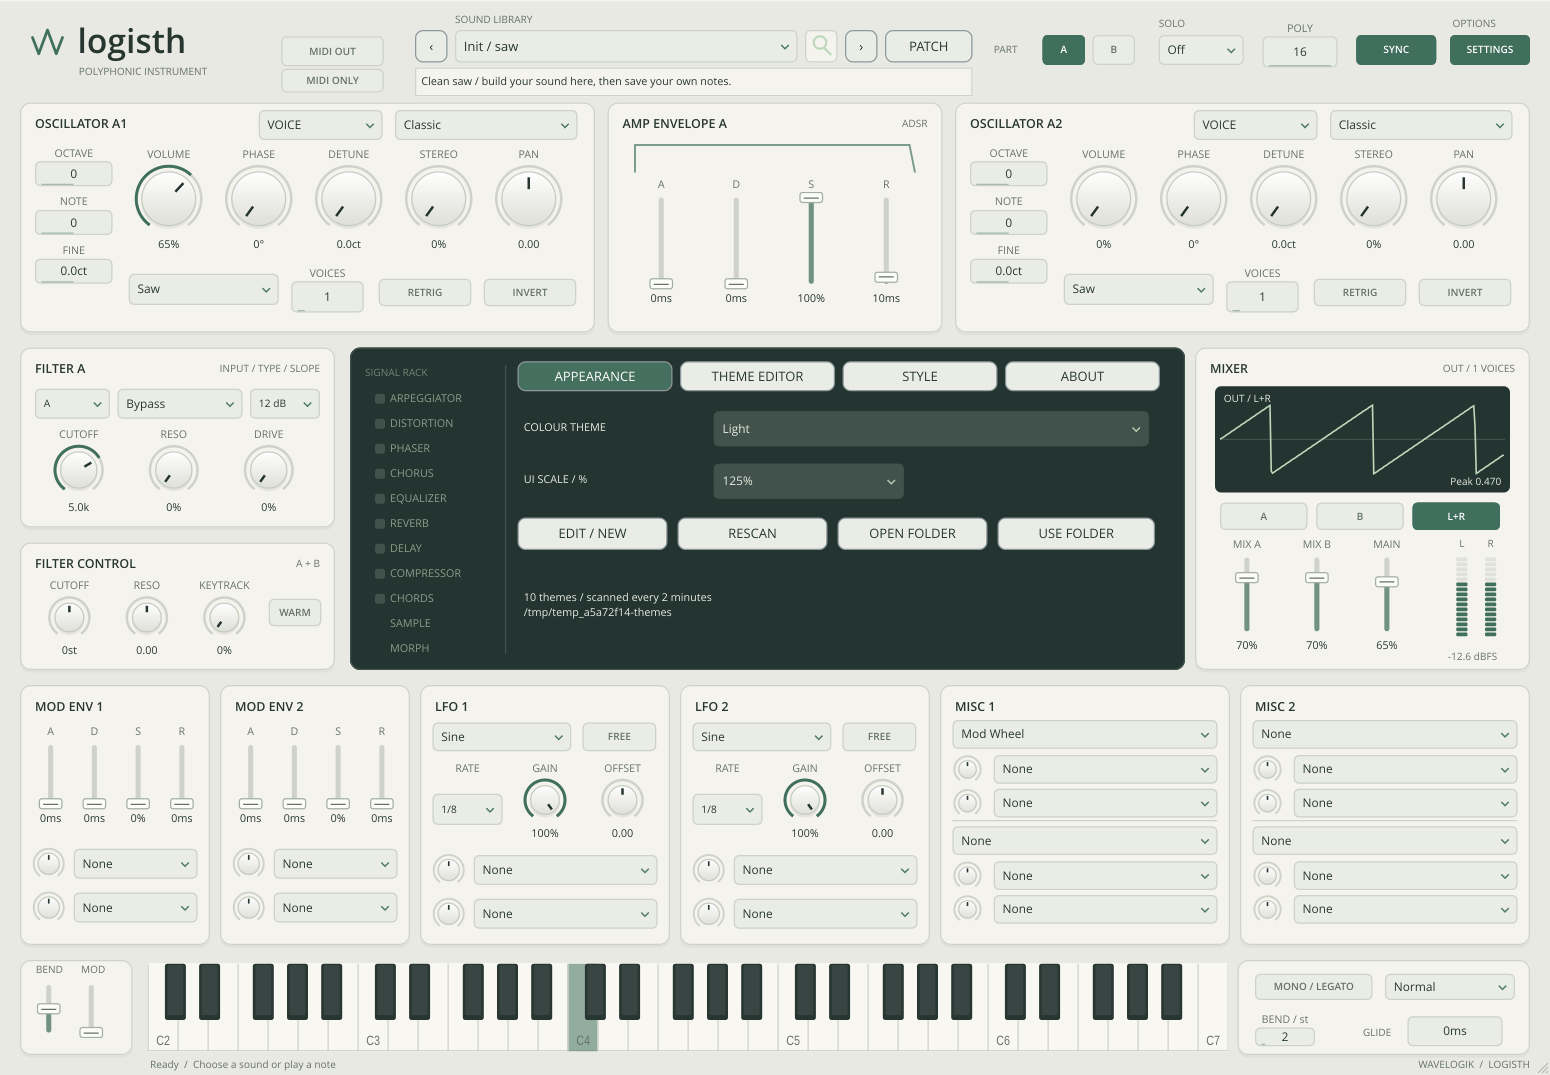 logisth
POLYPHONIC INSTRUMENT
MIDI OUT
MIDI ONLY
SOUND LIBRARY
‹
Init / saw
›
PATCH
Clean saw / build your sound here, then save your own notes.
PART
A
B
SOLO
Off
POLY
16
SYNC
OPTIONS
SETTINGS
OSCILLATOR A1
VOICE
Classic
OCTAVE
0
NOTE
0
FINE
0.0ct
VOLUME
PHASE
DETUNE
STEREO
PAN
65%
0°
0.0ct
0%
0.00
Saw
VOICES
1
RETRIG
INVERT
AMP ENVELOPE A
ADSR
A
D
S
R
0ms
0ms
100%
10ms
OSCILLATOR A2
VOICE
Classic
OCTAVE
0
NOTE
0
FINE
0.0ct
VOLUME
PHASE
DETUNE
STEREO
PAN
0%
0°
0.0ct
0%
0.00
Saw
VOICES
1
RETRIG
INVERT
FILTER A
INPUT / TYPE / SLOPE
A
Bypass
12 dB
CUTOFF
RESO
DRIVE
5.0k
0%
0%
FILTER CONTROL
A + B
CUTOFF
RESO
KEYTRACK
WARM
0st
0.00
0%
SIGNAL RACK
ARPEGGIATOR
DISTORTION
PHASER
CHORUS
EQUALIZER
REVERB
DELAY
COMPRESSOR
CHORDS
SAMPLE
MORPH
APPEARANCE
THEME EDITOR
STYLE
ABOUT
COLOUR THEME
Light
UI SCALE / %
125%
EDIT / NEW
RESCAN
OPEN FOLDER
USE FOLDER
10 themes / scanned every 2 minutes
/tmp/temp_a5a72f14-themes
MIXER
OUT / 1 VOICES
OUT / L+R
Peak 0.470
A
B
L+R
MIX A
MIX B
MAIN
L
R
70%
70%
65%
-12.6 dBFS
MOD ENV 1
A
D
S
R
0ms
0ms
0%
0ms
None
None
MOD ENV 2
A
D
S
R
0ms
0ms
0%
0ms
None
None
LFO 1
Sine
FREE
RATE
GAIN
OFFSET
1/8
100%
0.00
None
None
LFO 2
Sine
FREE
RATE
GAIN
OFFSET
1/8
100%
0.00
None
None
MISC 1
Mod Wheel
None
None
None
None
None
MISC 2
None
None
None
None
None
None
BEND
MOD
C2
C3
C4
C5
C6
C7
MONO / LEGATO
Normal
BEND / st
2
GLIDE
0ms
Ready / Choose a sound or play a note
WAVELOGIK / LOGISTH